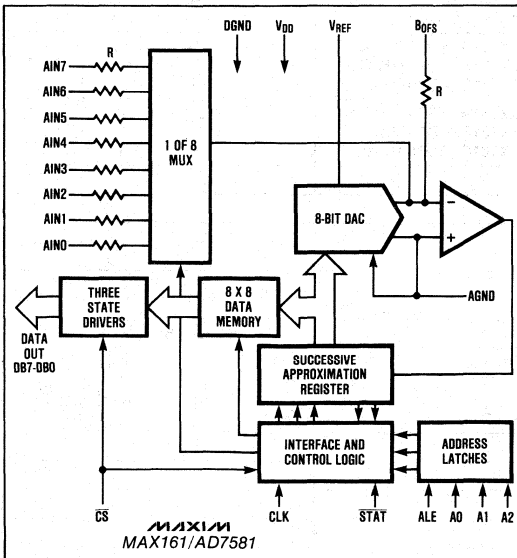 DGND
VDD
VREF
BOFS
AIN7
R
AIN6
AIN5
AIN4
AIN3
AIN2
AIN1
AIN0
1 OF 8
MUX
R
8-BIT DAC
−
+
AGND
THREE
STATE
DRIVERS
8 X 8
DATA
MEMORY
DATA
OUT
DB7-DB0
SUCCESSIVE
APPROXIMATION
REGISTER
INTERFACE AND
CONTROL LOGIC
ADDRESS
LATCHES
C̅S̅
CLK
S̅T̅A̅T̅
ALE
A0
A1
A2
MAXIM
MAX161/AD7581